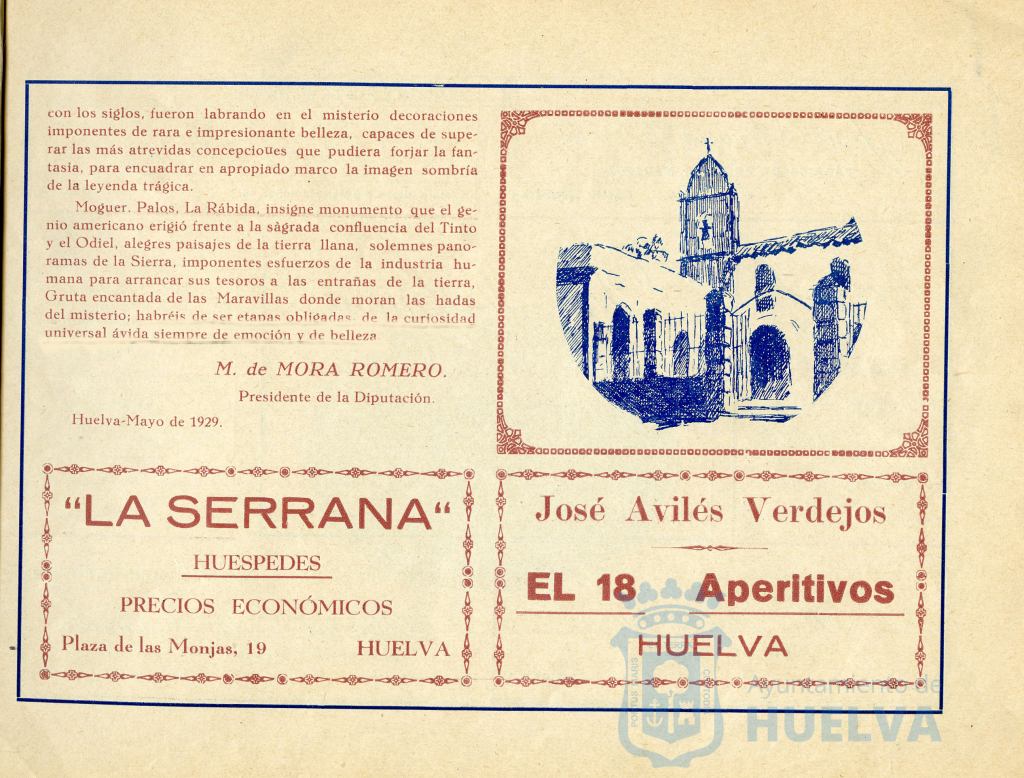 con los siglos, fueron labrando en el misterio decoraciones
imponentes de rara e impresionante belleza, capaces de supe-
rar las más atrevidas concepcioues que pudiera forjar la fan-
tasia, para encuadrar en apropiado marco la imagen sombría
de la leyenda trágica.
Moguer. Palos, La Rábida, insigne monumento que el ge-
nio americano erigió frente a la sàgrada confluencia del Tinto
y el Odiel, alegres paisajes de la tierra llana, solemnes pano-
ramas de la Sierra, imponentes esfuerzos de la industria hu-
mana para arrancar sus tesoros a las entrañas de la tierra,
Gruta encantada de las Maravillas donde moran las hadas
del misterio; habréis de ser etapas obligadas de la curiosidad
universal ávida siempre de emoción y de belleza
M. de MORA ROMERO.
Presidente de la Diputación.
Huelva-Mayo de 1929.
"LA SERRANA"
HUESPEDES
PRECIOS ECONÓMICOS
Plaza de las Monjas, 19 HUELVA
José Avilés Verdejos
EL 18 Aperitivos
HUELVA
PORTUS MARIS CUSTOD
Ayuntamiento de
HUELVA